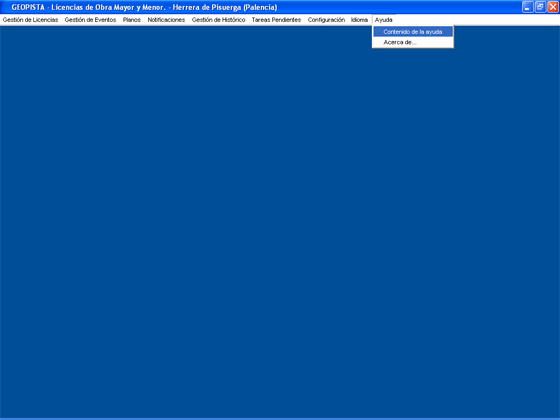 GEOPISTA - Licencias de Obra Mayor y Menor. - Herrera de Pisuerga (Palencia)
Gestión de Licencias Gestión de Eventos Planos Notificaciones Gestión de Histórico Tareas Pendientes Configuración Idioma Ayuda
Contenido de la ayuda
Acerca de...